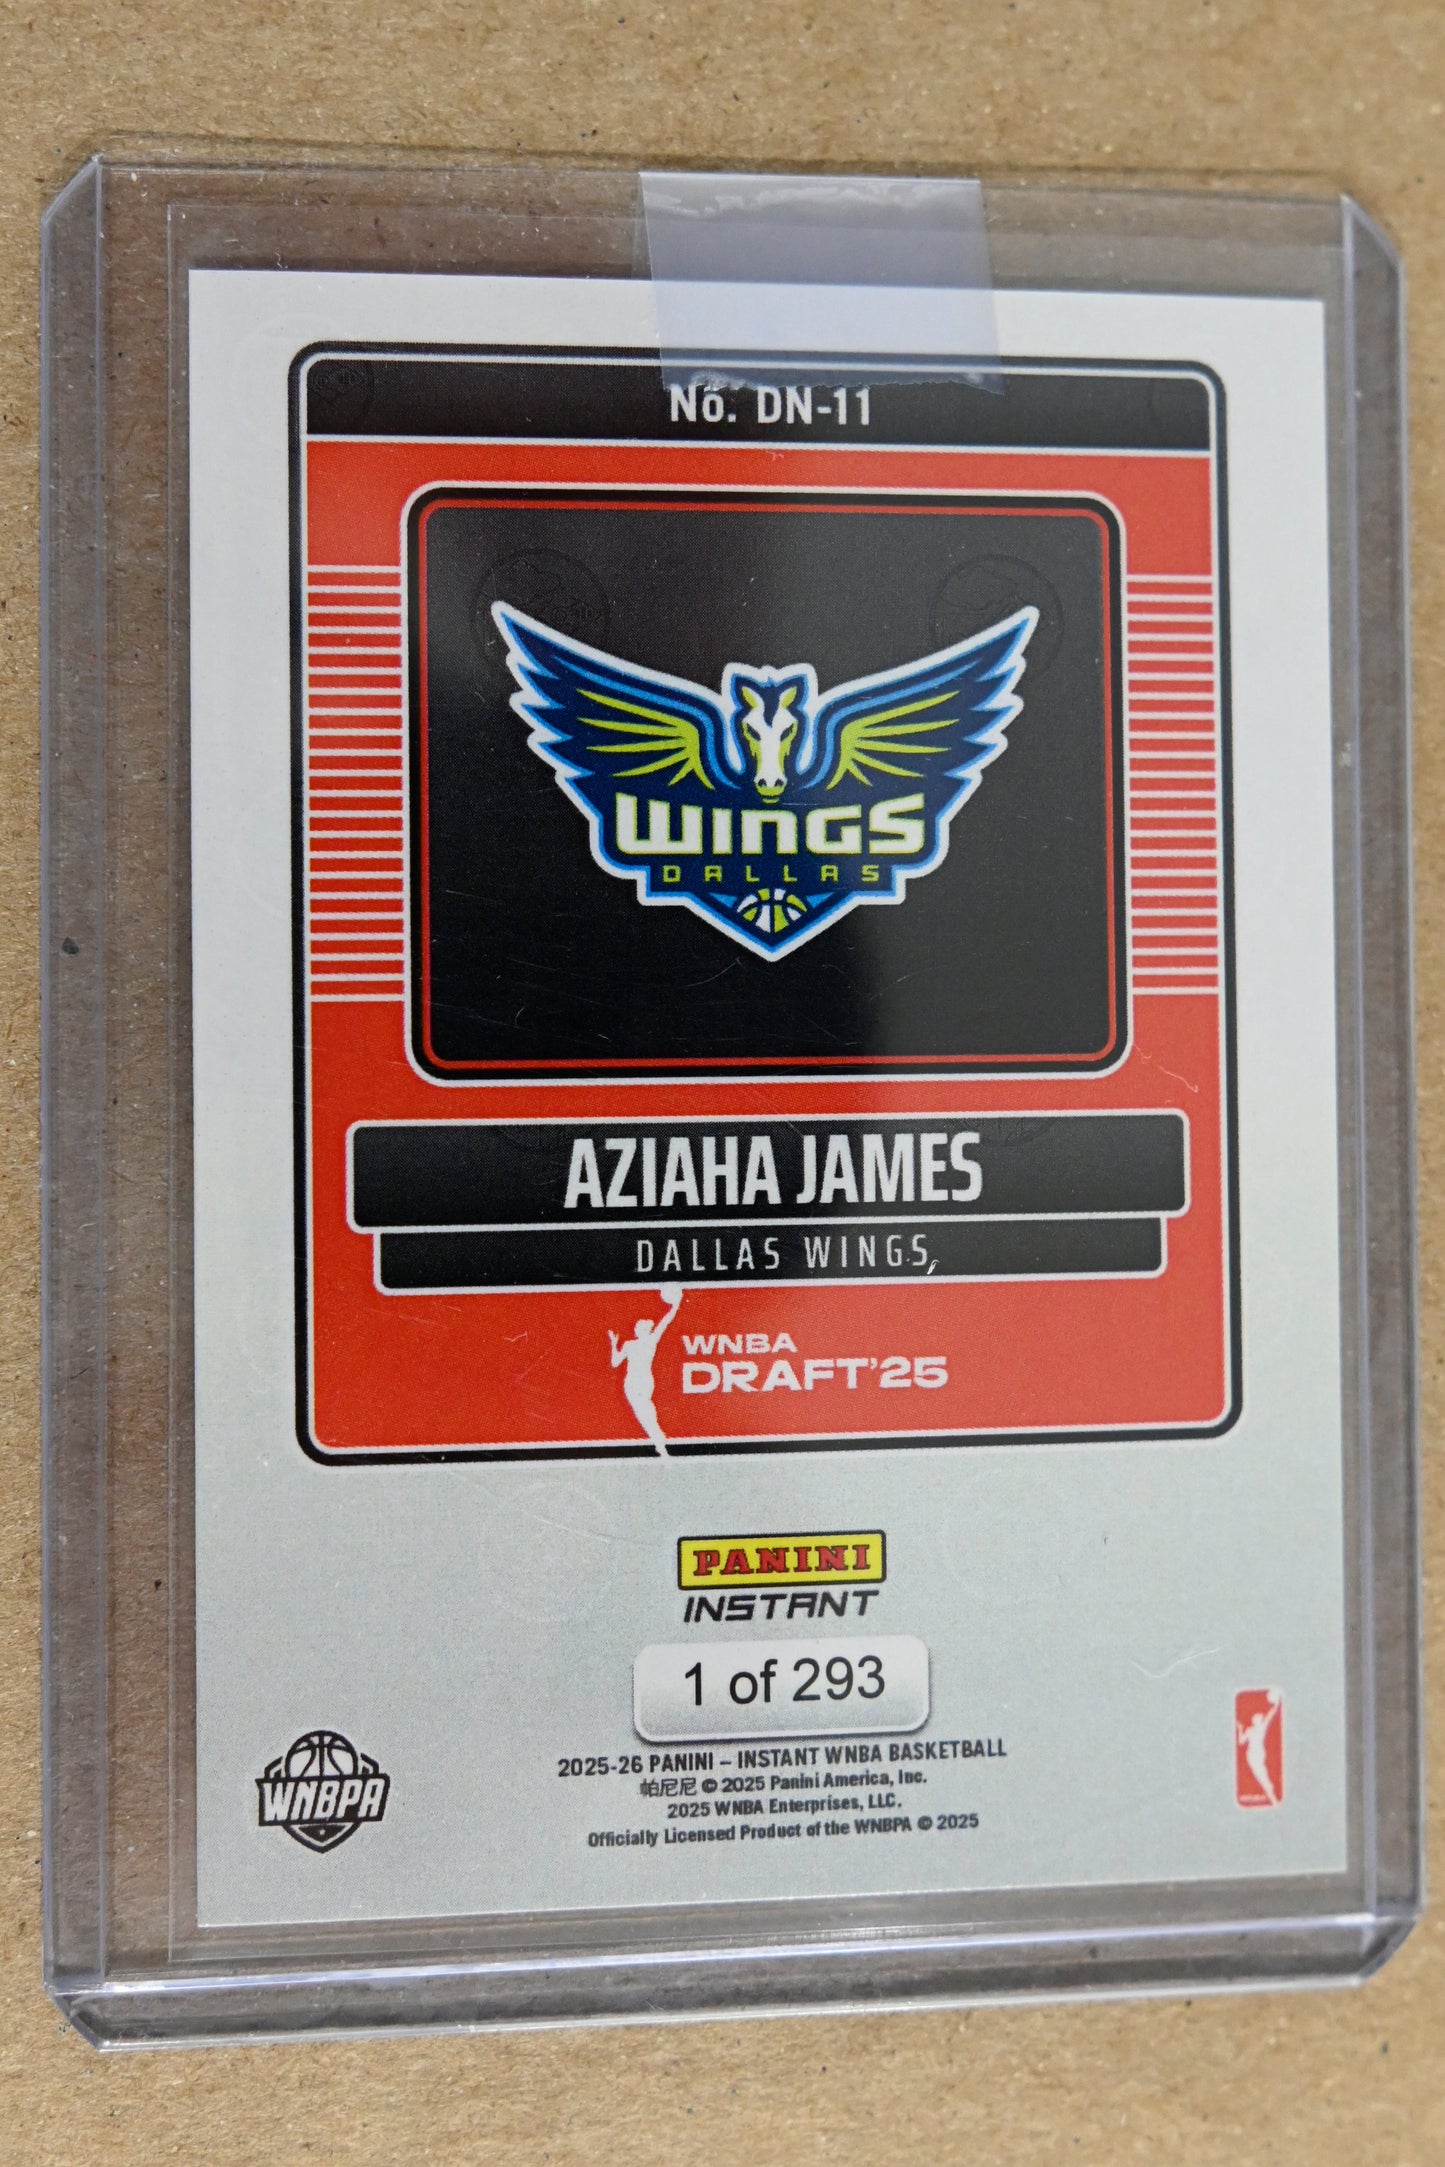 No. DN-11
WINGS
DALLAS
AZIAHA JAMES
DALLAS WINGS
WNBA
DRAFT'25
PANINI
INSTANT
1 of 293
2025-26 PANINI – INSTANT WNBA BASKETBALL
帕尼尼 © 2025 Panini America, Inc.
2025 WNBA Enterprises, LLC.
Officially Licensed Product of the WNBPA © 2025
WNBPA